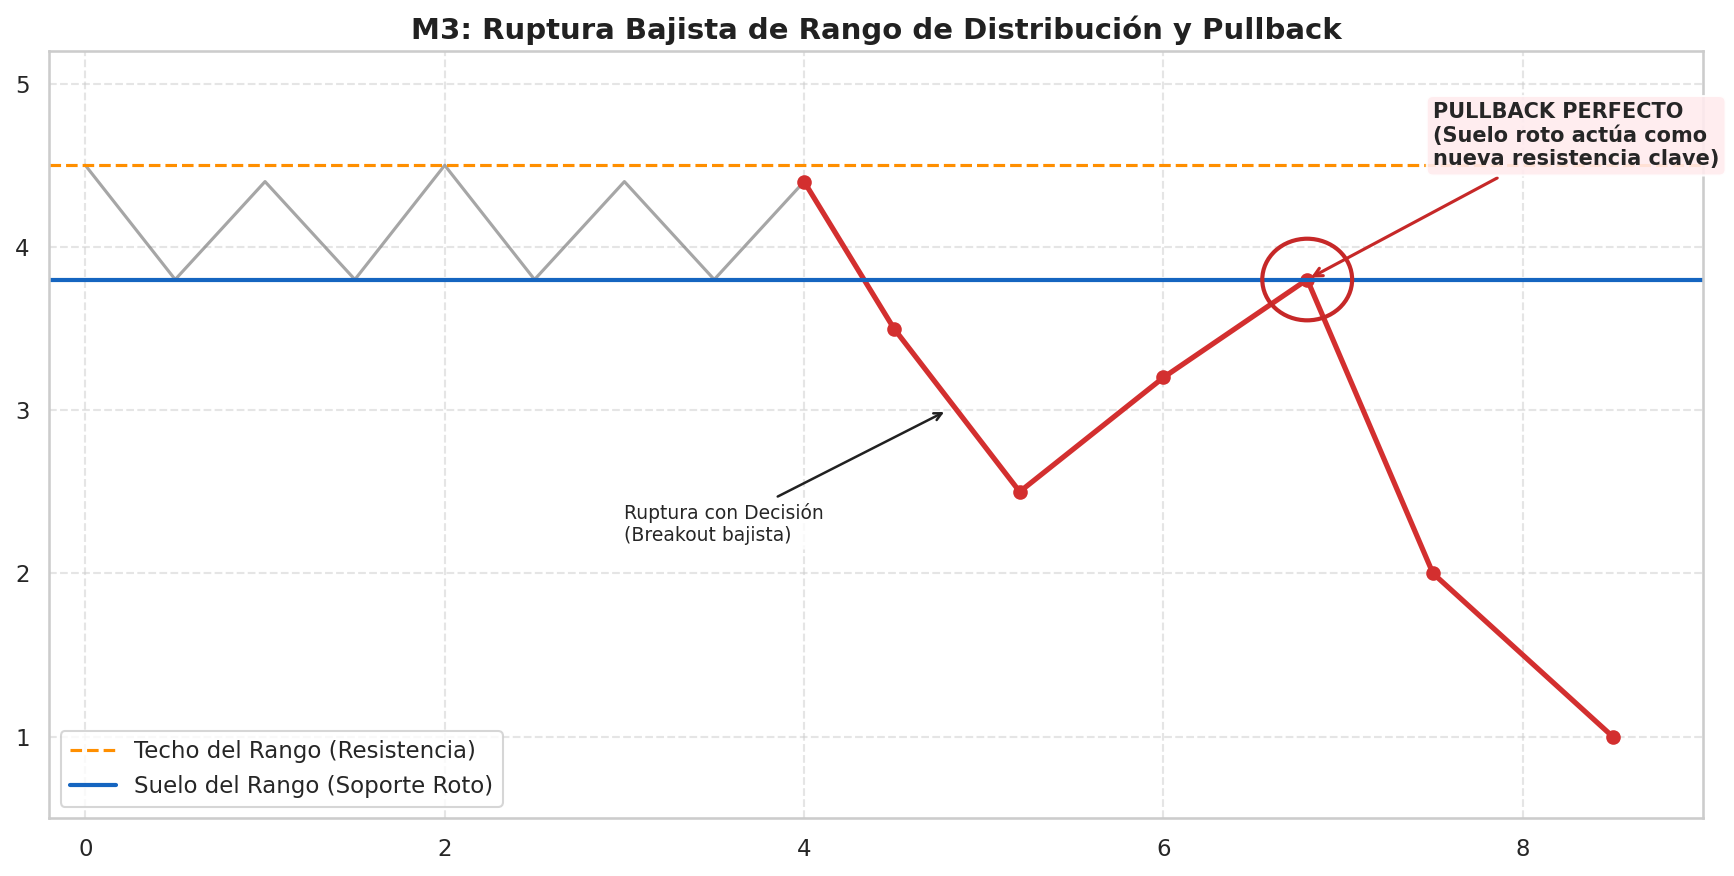 M3: Ruptura Bajista de Rango de Distribución y Pullback
5
4
3
2
1
PULLBACK PERFECTO
(Suelo roto actúa como
nueva resistencia clave)
Ruptura con Decisión
(Breakout bajista)
Techo del Rango (Resistencia)
Suelo del Rango (Soporte Roto)
0
2
4
6
8